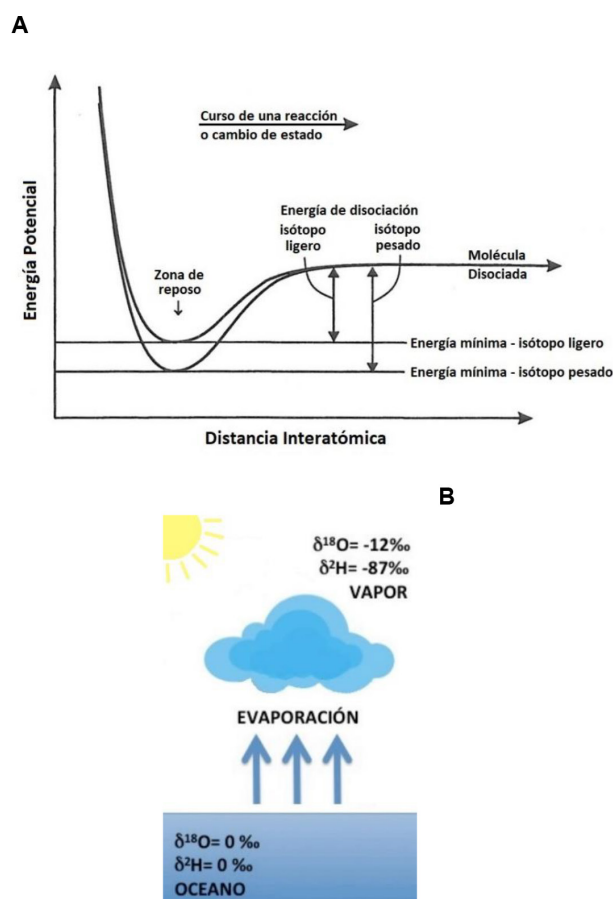 A
Curso de una reacción
o cambio de estado
Energía Potencial
Energía de disociación
isótopo
ligero
isótopo
pesado
Zona de
reposo
Molécula
Disociada
Energía mínima - isótopo ligero
Energía mínima - isótopo pesado
Distancia Interatómica
B
δ¹⁸O= -12‰
δ²H= -87‰
VAPOR
EVAPORACIÓN
δ¹⁸O= 0 ‰
δ²H= 0 ‰
OCEANO